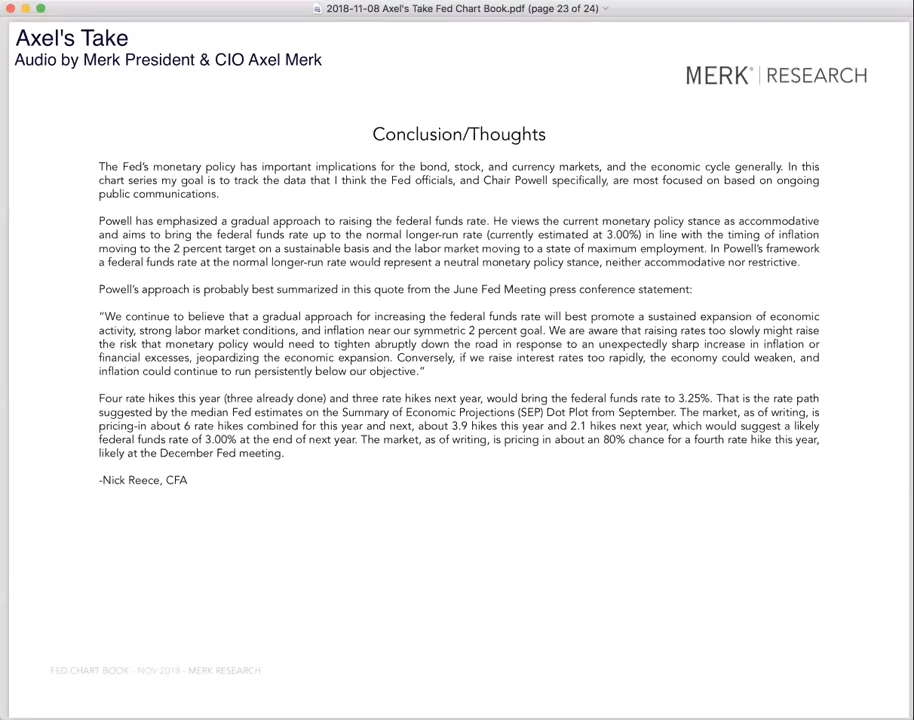 2018-11-08 Axel's Take Fed Chart Book.pdf (page 23 of 24)
Axel's Take
Audio by Merk President & CIO Axel Merk
MERK® | RESEARCH
Conclusion/Thoughts
The Fed's monetary policy has important implications for the bond, stock, and currency markets, and the economic cycle generally. In this
chart series my goal is to track the data that I think the Fed officials, and Chair Powell specifically, are most focused on based on ongoing
public communications.
Powell has emphasized a gradual approach to raising the federal funds rate. He views the current monetary policy stance as accommodative
and aims to bring the federal funds rate up to the normal longer-run rate (currently estimated at 3.00%) in line with the timing of inflation
moving to the 2 percent target on a sustainable basis and the labor market moving to a state of maximum employment. In Powell's framework
a federal funds rate at the normal longer-run rate would represent a neutral monetary policy stance, neither accommodative nor restrictive.
Powell's approach is probably best summarized in this quote from the June Fed Meeting press conference statement:
"We continue to believe that a gradual approach for increasing the federal funds rate will best promote a sustained expansion of economic
activity, strong labor market conditions, and inflation near our symmetric 2 percent goal. We are aware that raising rates too slowly might raise
the risk that monetary policy would need to tighten abruptly down the road in response to an unexpectedly sharp increase in inflation or
financial excesses, jeopardizing the economic expansion. Conversely, if we raise interest rates too rapidly, the economy could weaken, and
inflation could continue to run persistently below our objective."
Four rate hikes this year (three already done) and three rate hikes next year, would bring the federal funds rate to 3.25%. That is the rate path
suggested by the median Fed estimates on the Summary of Economic Projections (SEP) Dot Plot from September. The market, as of writing, is
pricing-in about 6 rate hikes combined for this year and next, about 3.9 hikes this year and 2.1 hikes next year, which would suggest a likely
federal funds rate of 3.00% at the end of next year. The market, as of writing, is pricing in about an 80% chance for a fourth rate hike this year,
likely at the December Fed meeting.
-Nick Reece, CFA
FED CHART BOOK - NOV 2018 - MERK RESEARCH